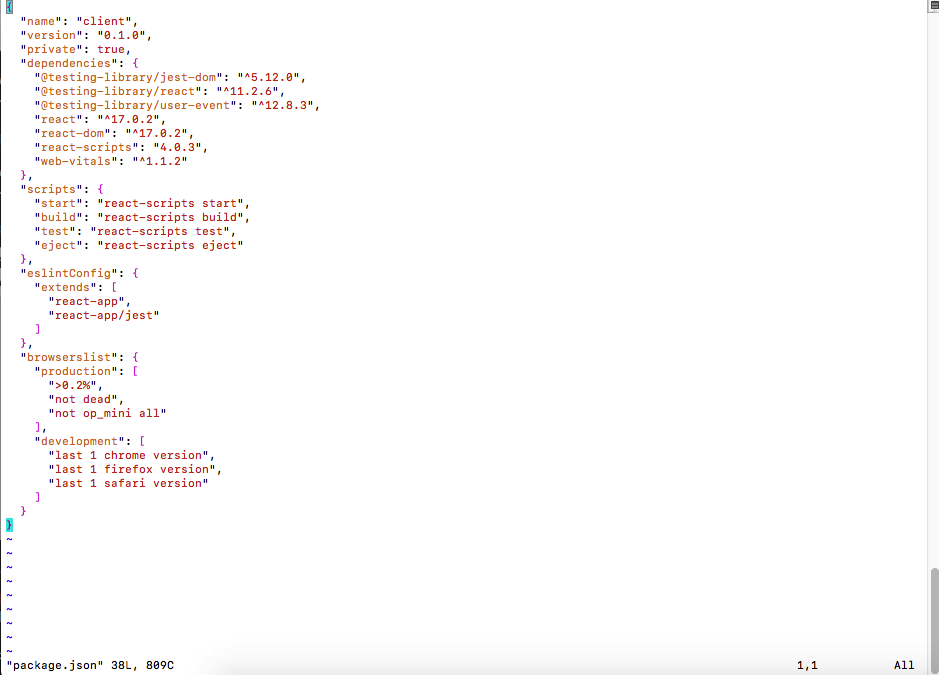 {
  "name": "client",
  "version": "0.1.0",
  "private": true,
  "dependencies": {
    "@testing-library/jest-dom": "^5.12.0",
    "@testing-library/react": "^11.2.6",
    "@testing-library/user-event": "^12.8.3",
    "react": "^17.0.2",
    "react-dom": "^17.0.2",
    "react-scripts": "4.0.3",
    "web-vitals": "^1.1.2"
  },
  "scripts": {
    "start": "react-scripts start",
    "build": "react-scripts build",
    "test": "react-scripts test",
    "eject": "react-scripts eject"
  },
  "eslintConfig": {
    "extends": [
      "react-app",
      "react-app/jest"
    ]
  },
  "browserslist": {
    "production": [
      ">0.2%",
      "not dead",
      "not op_mini all"
    ],
    "development": [
      "last 1 chrome version",
      "last 1 firefox version",
      "last 1 safari version"
    ]
  }
}
~
~
~
~
~
~
~
~
~
"package.json" 38L, 809C 1,1 All